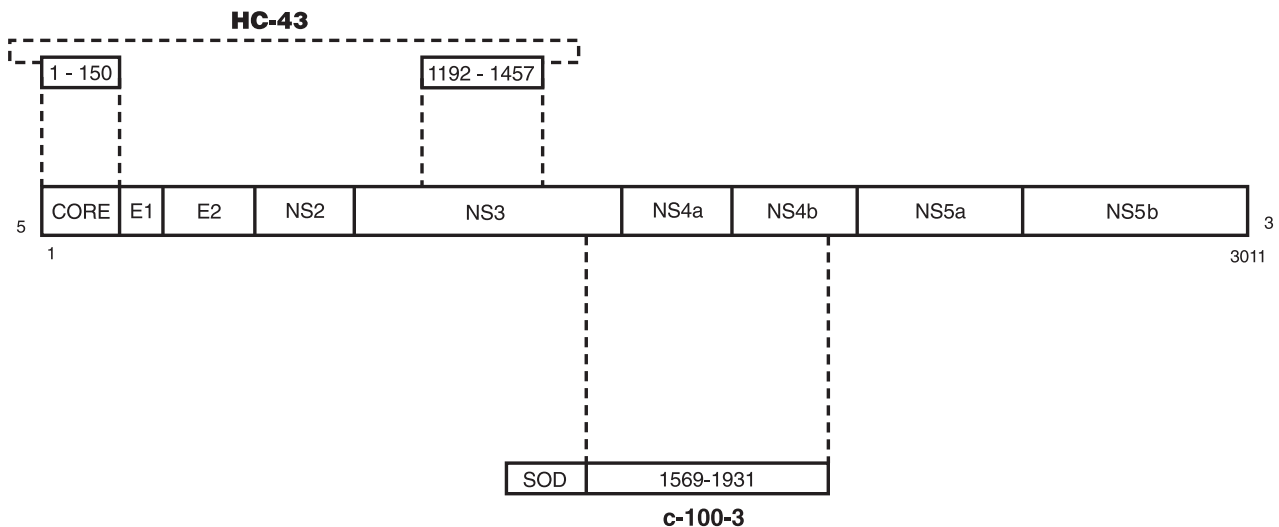 HC-43
1 - 150
1192 - 1457
5 CORE E1 E2 NS2 NS3 NS4a NS4b NS5a NS5b 3
1 3011
SOD 1569-1931
c-100-3